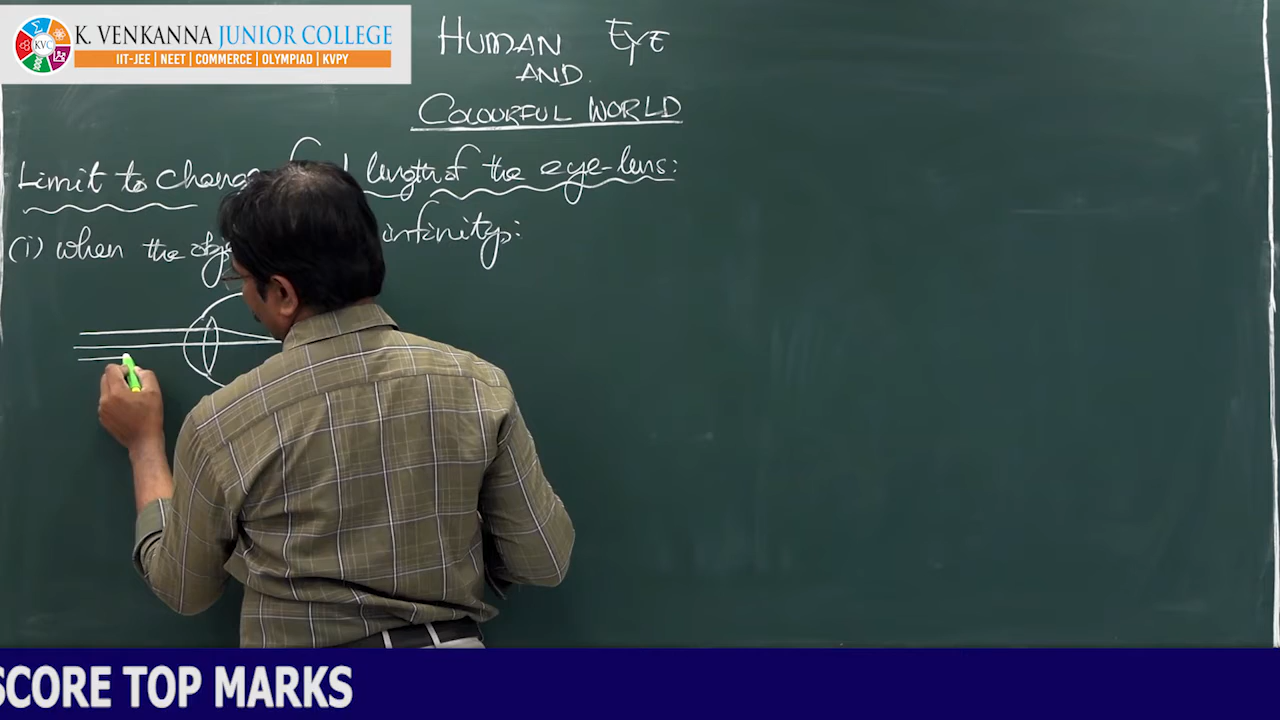 K. VENKANNA JUNIOR COLLEGE
IIT-JEE | NEET | COMMERCE | OLYMPIAD | KVPY
KVC
HUMAN EYE
AND
COLOURFUL WORLD
Limit to length of the eye-lens:
(i) when the infinity:
SCORE TOP MARKS